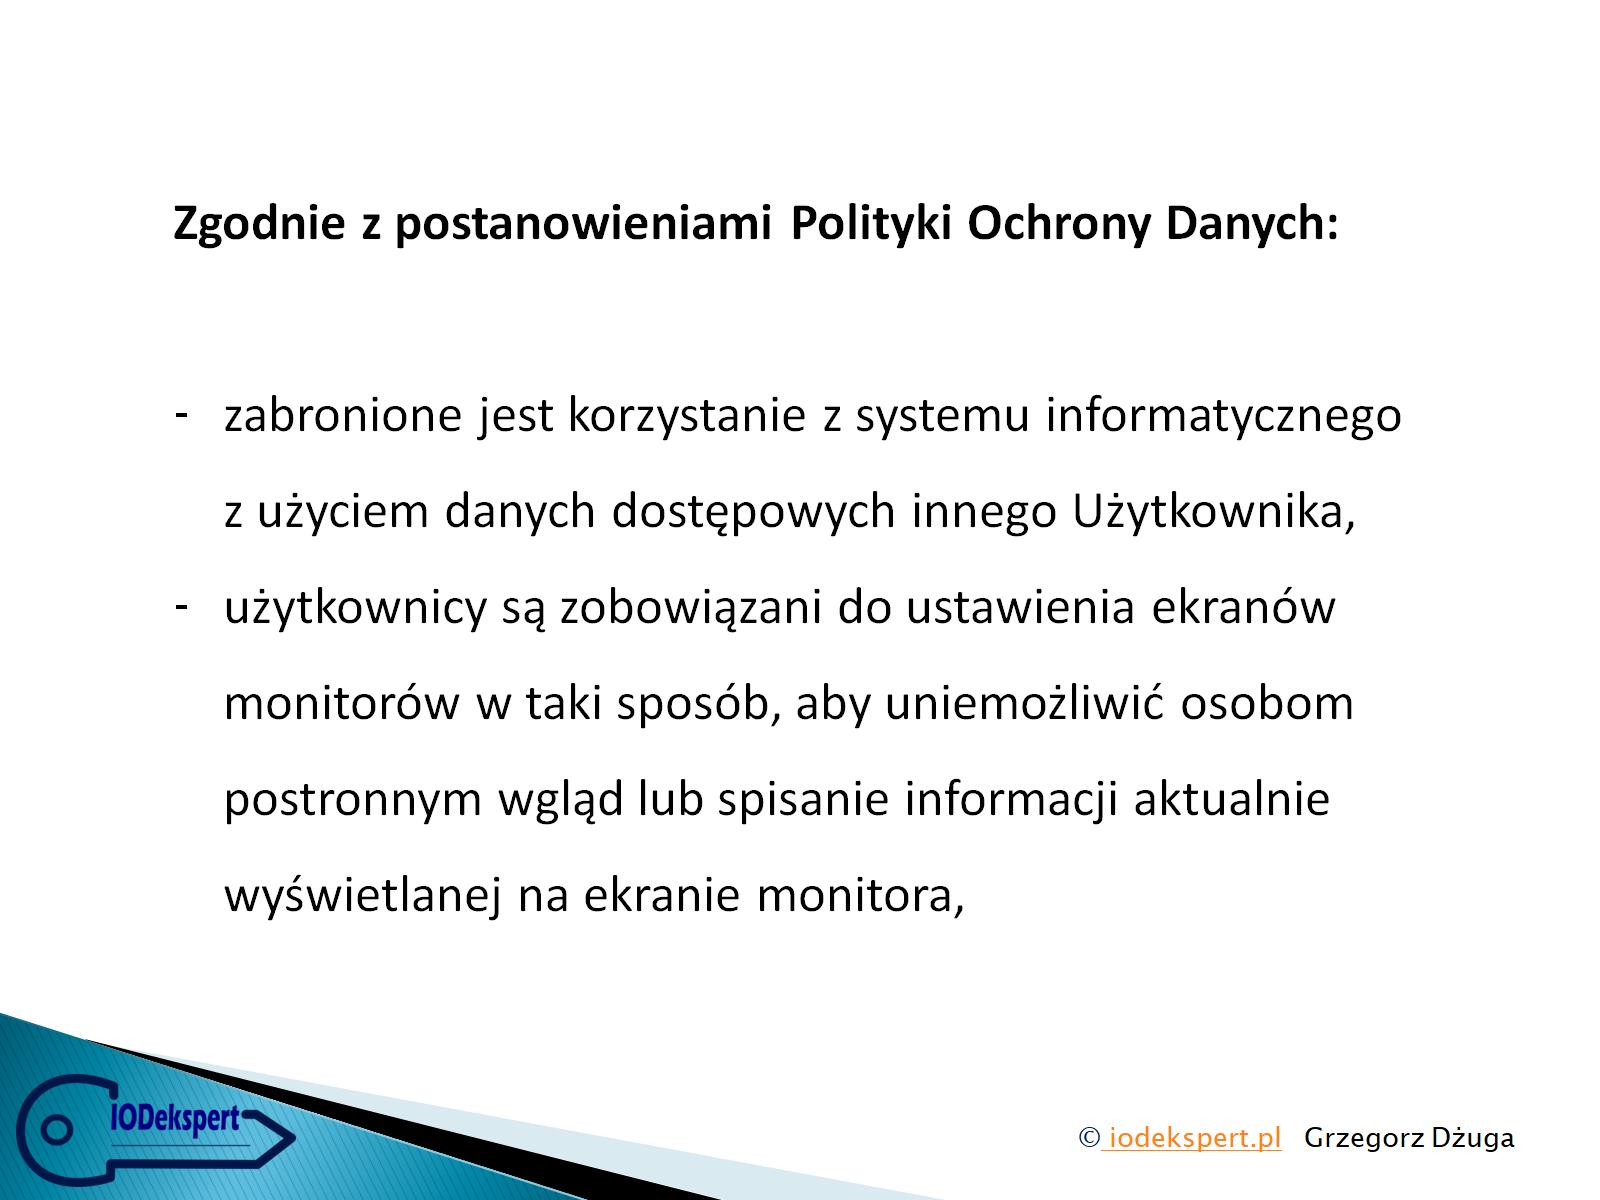 Zgodnie z postanowieniami Polityki Ochrony Danych:
- zabronione jest korzystanie z systemu informatycznego
z użyciem danych dostępowych innego Użytkownika,
- użytkownicy są zobowiązani do ustawienia ekranów
monitorów w taki sposób, aby uniemożliwić osobom
postronnym wgląd lub spisanie informacji aktualnie
wyświetlanej na ekranie monitora,
IODekspert
© iodekspert.pl Grzegorz Dżuga